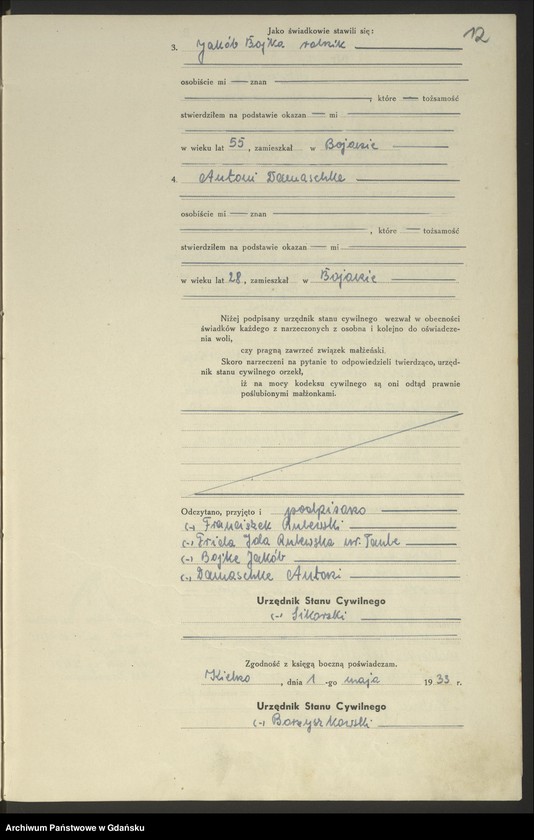 12
Jako świadkowie stawili się:
3. Jakób Bojka rolnik
osobiście mi — znan
, które — tożsamość
stwierdziłem na podstawie okazan — mi
w wieku lat 55, zamieszkał w Bojanie
4. Antoni Damaschke
osobiście mi — znan
, które — tożsamość
stwierdziłem na podstawie okazan — mi
w wieku lat 28, zamieszkał w Bojanie
Niżej podpisany urzędnik stanu cywilnego wezwał w obecności
świadków każdego z narzeczonych z osobna i kolejno do oświadcze-
nia woli,
czy pragną zawrzeć związek małżeński.
Skoro narzeczeni na pytanie to odpowiedzieli twierdząco, urzęd-
nik stanu cywilnego orzekł,
iż na mocy kodeksu cywilnego są oni odtąd prawnie
poślubionymi małżonkami.
Odczytano, przyjęto i podpisano
(-) Franciszek Rutewski
(-) Frida Ida Rutewska ur. Taube
(-) Bojke Jakób
(-) Damaschke Antoni
Urzędnik Stanu Cywilnego
(-) Sikorski
Zgodność z księgą boczną poświadczam.
Kielno, dnia 1-go maja 1933 r.
Urzędnik Stanu Cywilnego
(-) Borzyszkowski
Archiwum Państwowe w Gdańsku